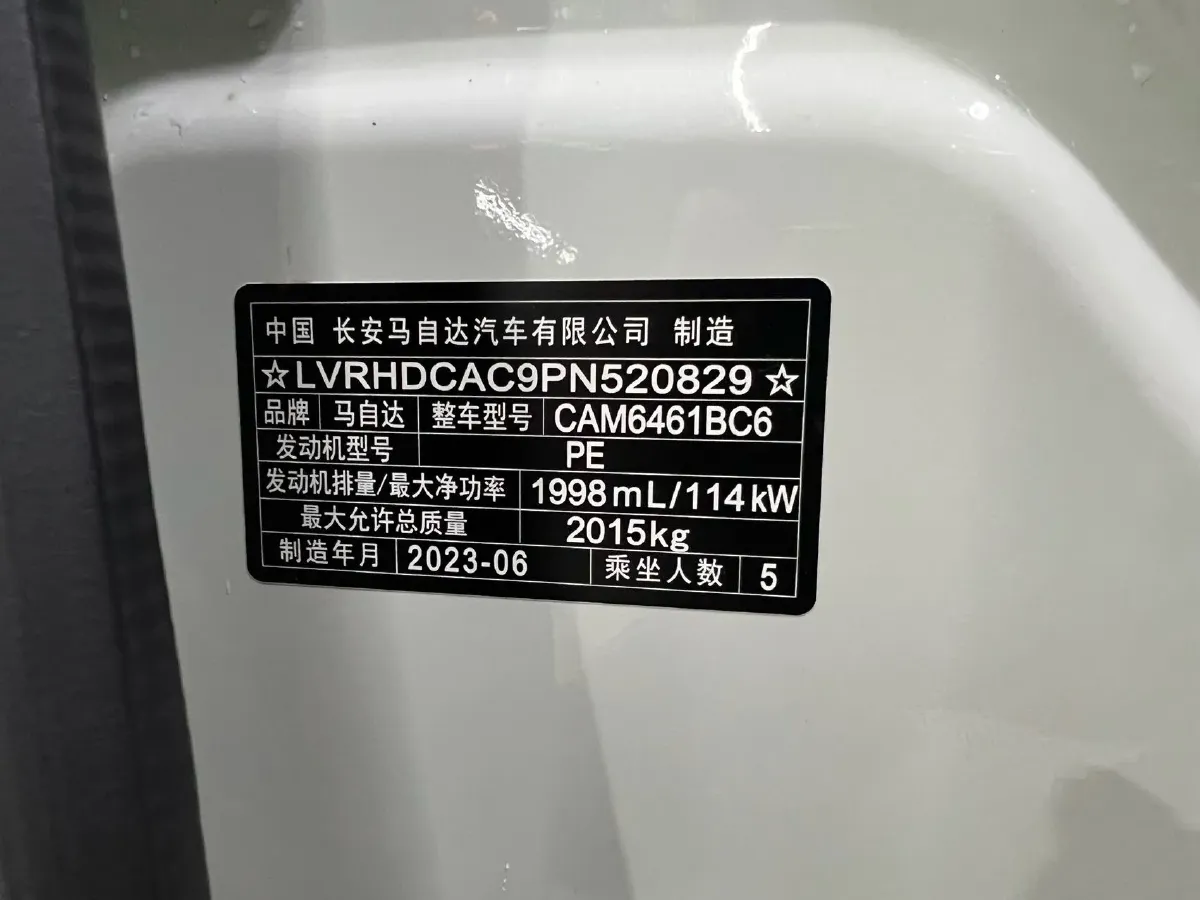 中国 长安马自达汽车有限公司 制造
☆LVRHDCAC9PN520829☆
品牌 马自达 整车型号 CAM6461BC6
发动机型号 PE
发动机排量/最大净功率 1998mL/114kW
最大允许总质量 2015kg
制造年月 2023-06 乘坐人数 5